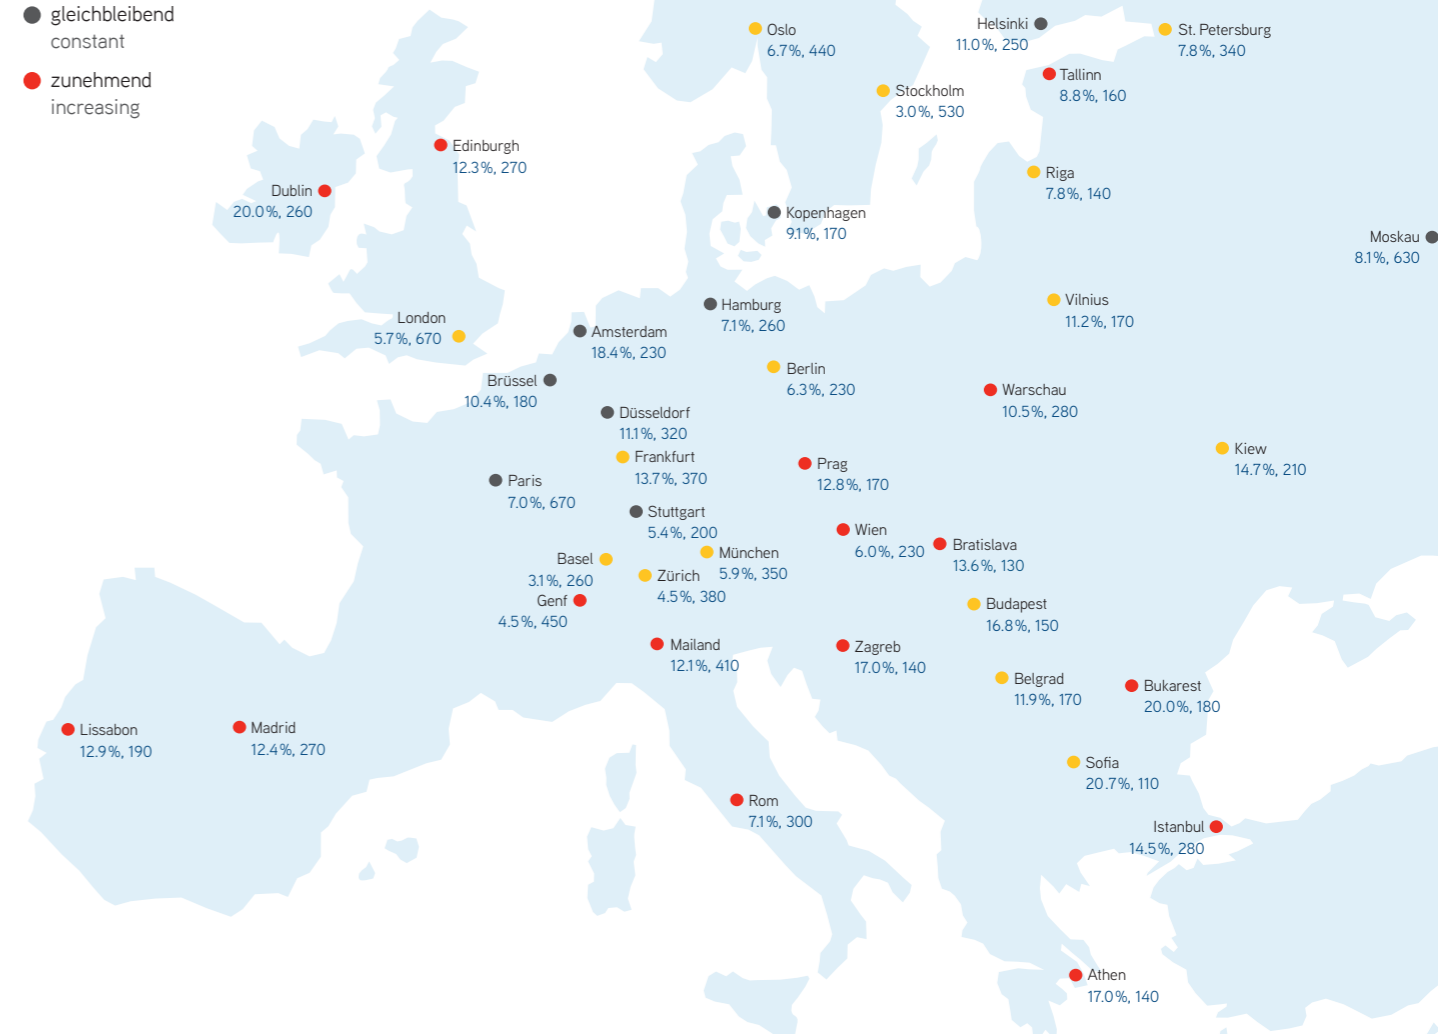 gleichbleibend
constant
zunehmend
increasing
Oslo
6.7%, 440
Helsinki
11.0%, 250
St. Petersburg
7.8%, 340
Tallinn
8.8%, 160
Stockholm
3.0%, 530
Edinburgh
12.3%, 270
Dublin
20.0%, 260
Riga
7.8%, 140
Kopenhagen
9.1%, 170
Moskau
8.1%, 630
Vilnius
11.2%, 170
Hamburg
7.1%, 260
London
5.7%, 670
Amsterdam
18.4%, 230
Berlin
6.3%, 230
Brüssel
10.4%, 180
Warschau
10.5%, 280
Düsseldorf
11.1%, 320
Kiew
14.7%, 210
Frankfurt
13.7%, 370
Prag
12.8%, 170
Paris
7.0%, 670
Stuttgart
5.4%, 200
Wien
6.0%, 230
Bratislava
13.6%, 130
München
5.9%, 350
Basel
3.1%, 260
Zürich
4.5%, 380
Genf
4.5%, 450
Budapest
16.8%, 150
Mailand
12.1%, 410
Zagreb
17.0%, 140
Belgrad
11.9%, 170
Bukarest
20.0%, 180
Lissabon
12.9%, 190
Madrid
12.4%, 270
Sofia
20.7%, 110
Rom
7.1%, 300
Istanbul
14.5%, 280
Athen
17.0%, 140